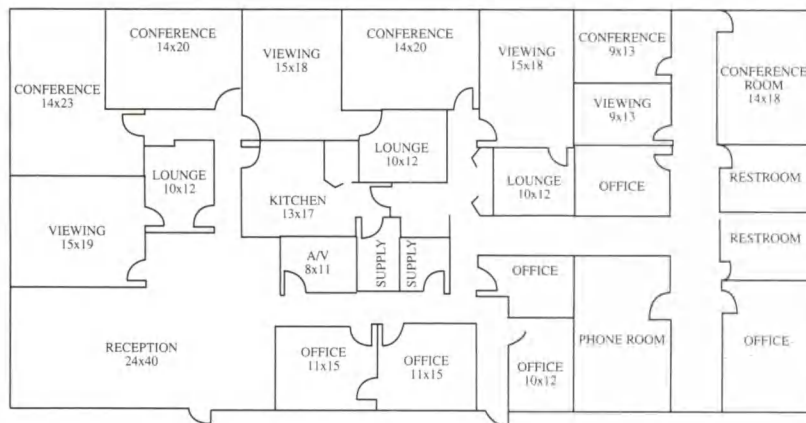 CONFERENCE
14x20
CONFERENCE
14x23
VIEWING
15x18
CONFERENCE
14x20
VIEWING
15x18
CONFERENCE
9x13
VIEWING
9x13
CONFERENCE
ROOM
14x18
LOUNGE
10x12
LOUNGE
10x12
KITCHEN
13x17
LOUNGE
10x12
OFFICE
RESTROOM
RESTROOM
VIEWING
15x19
A/V
8x11
SUPPLY
SUPPLY
OFFICE
RECEPTION
24x40
OFFICE
11x15
OFFICE
11x15
OFFICE
10x12
PHONE ROOM
OFFICE